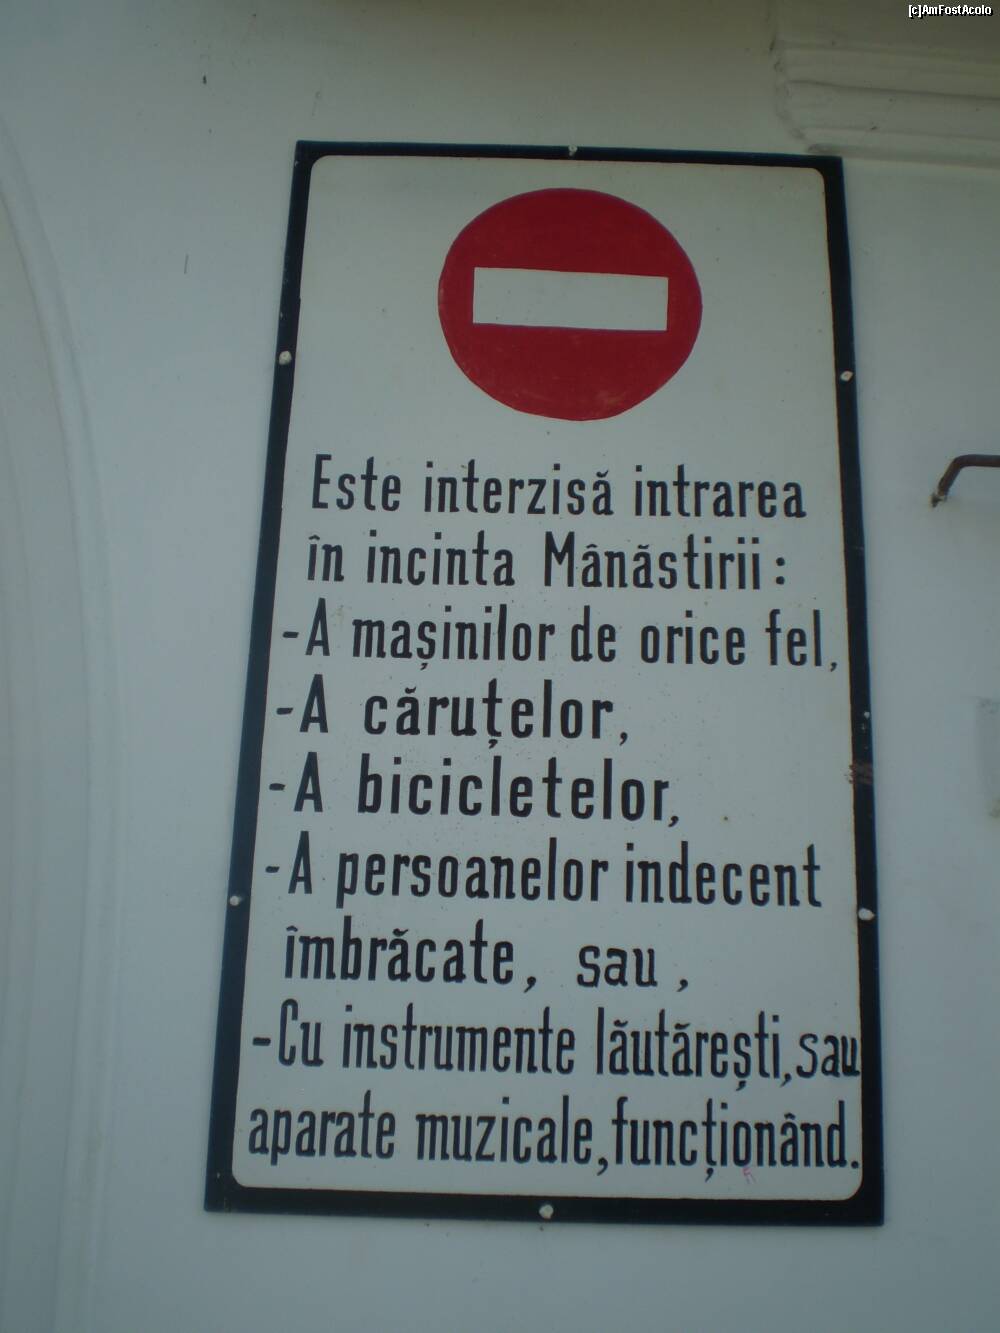 [c]AmFostAcolo
Este interzisă intrarea
în incinta Mânăstirii:
-A mașinilor de orice fel,
-A căruțelor,
-A bicicletelor,
-A persoanelor indecent
îmbrăcate, sau,
-Cu instrumente lăutărești, sau
aparate muzicale, funcționând.